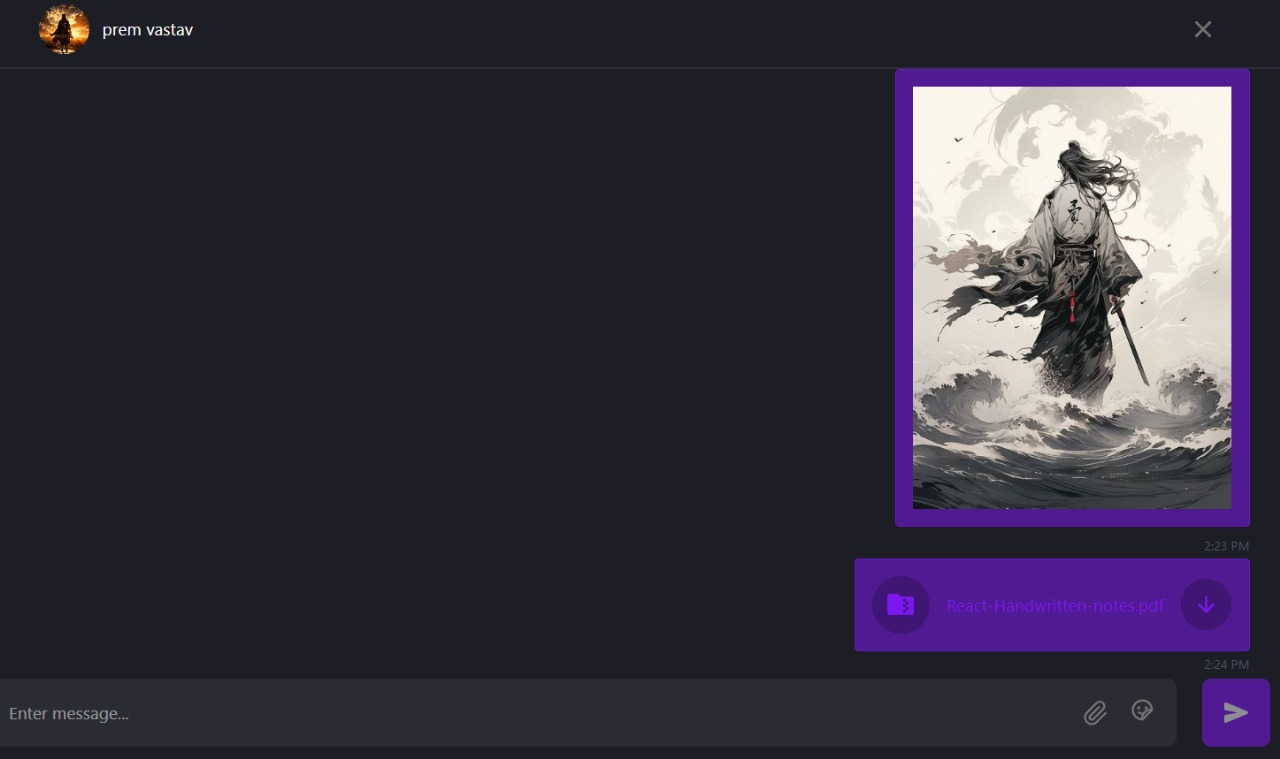 prem vastav
2:23 PM
React-Handwritten-notes.pdf
2:24 PM
Enter message...